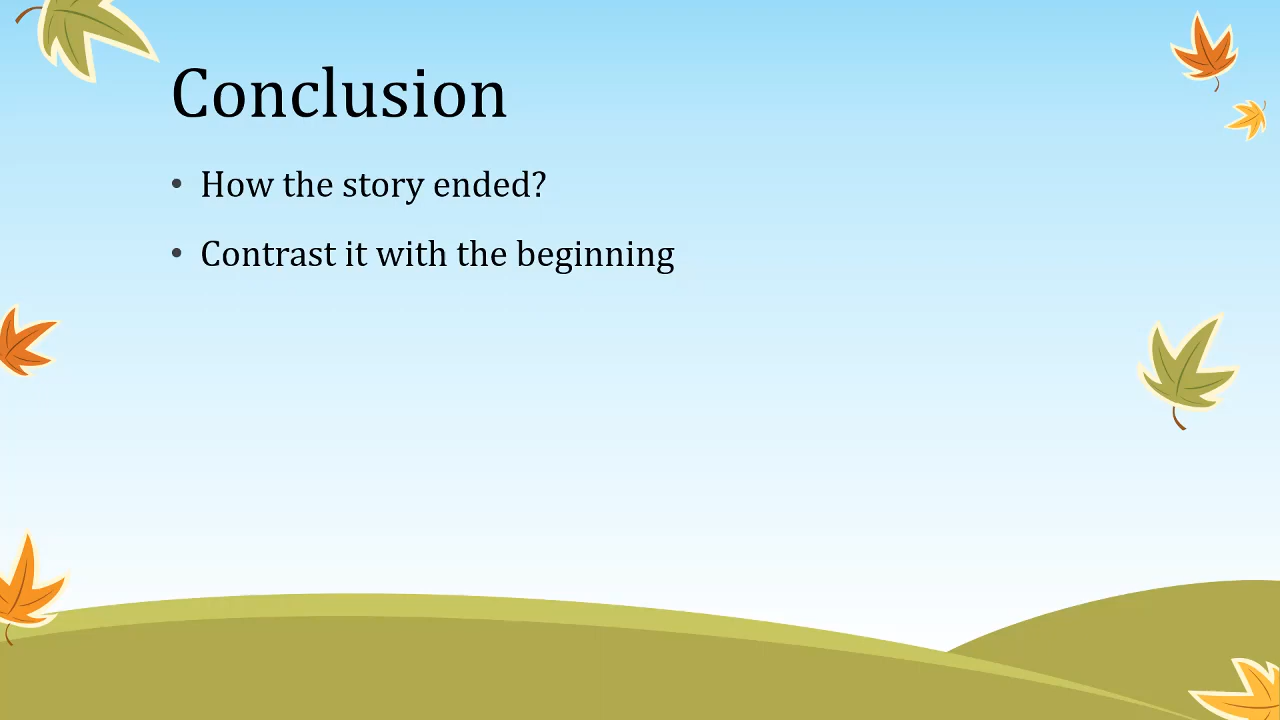 Conclusion
• How the story ended?
• Contrast it with the beginning